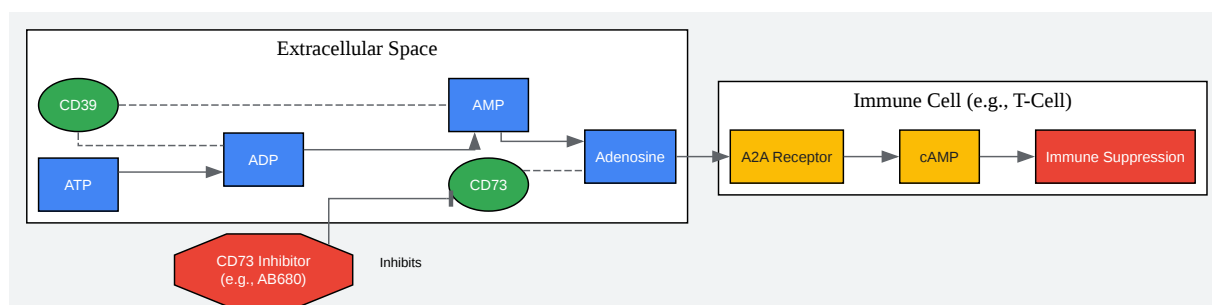 Extracellular Space
CD39
AMP
ADP
ATP
Adenosine
CD73
CD73 Inhibitor
(e.g., AB680)
Inhibits
Immune Cell (e.g., T-Cell)
A2A Receptor
cAMP
Immune Suppression